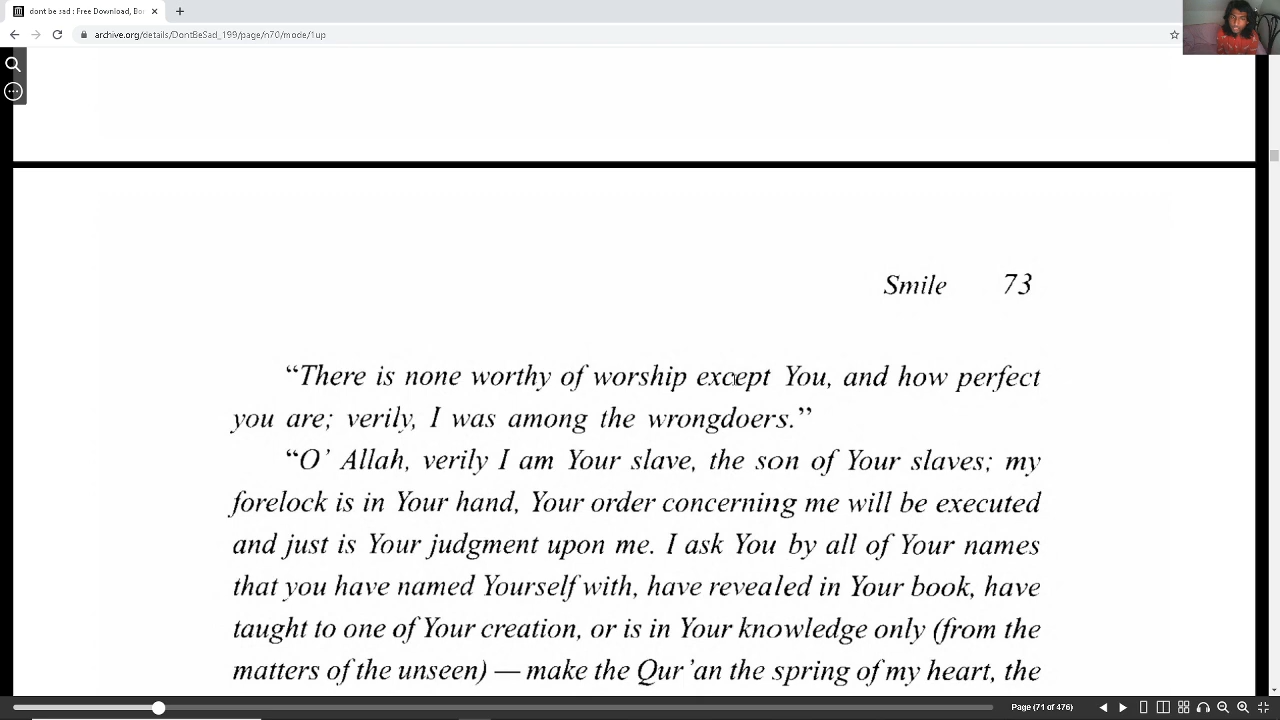 dont be sad : Free Download, Bor
archive.org/details/DontBeSad_199/page/n70/mode/1up
Smile 73
“There is none worthy of worship except You, and how perfect
you are; verily, I was among the wrongdoers.”
“O’ Allah, verily I am Your slave, the son of Your slaves; my
forelock is in Your hand, Your order concerning me will be executed
and just is Your judgment upon me. I ask You by all of Your names
that you have named Yourself with, have revealed in Your book, have
taught to one of Your creation, or is in Your knowledge only (from the
matters of the unseen) — make the Qur’an the spring of my heart, the
Page (71 of 476)